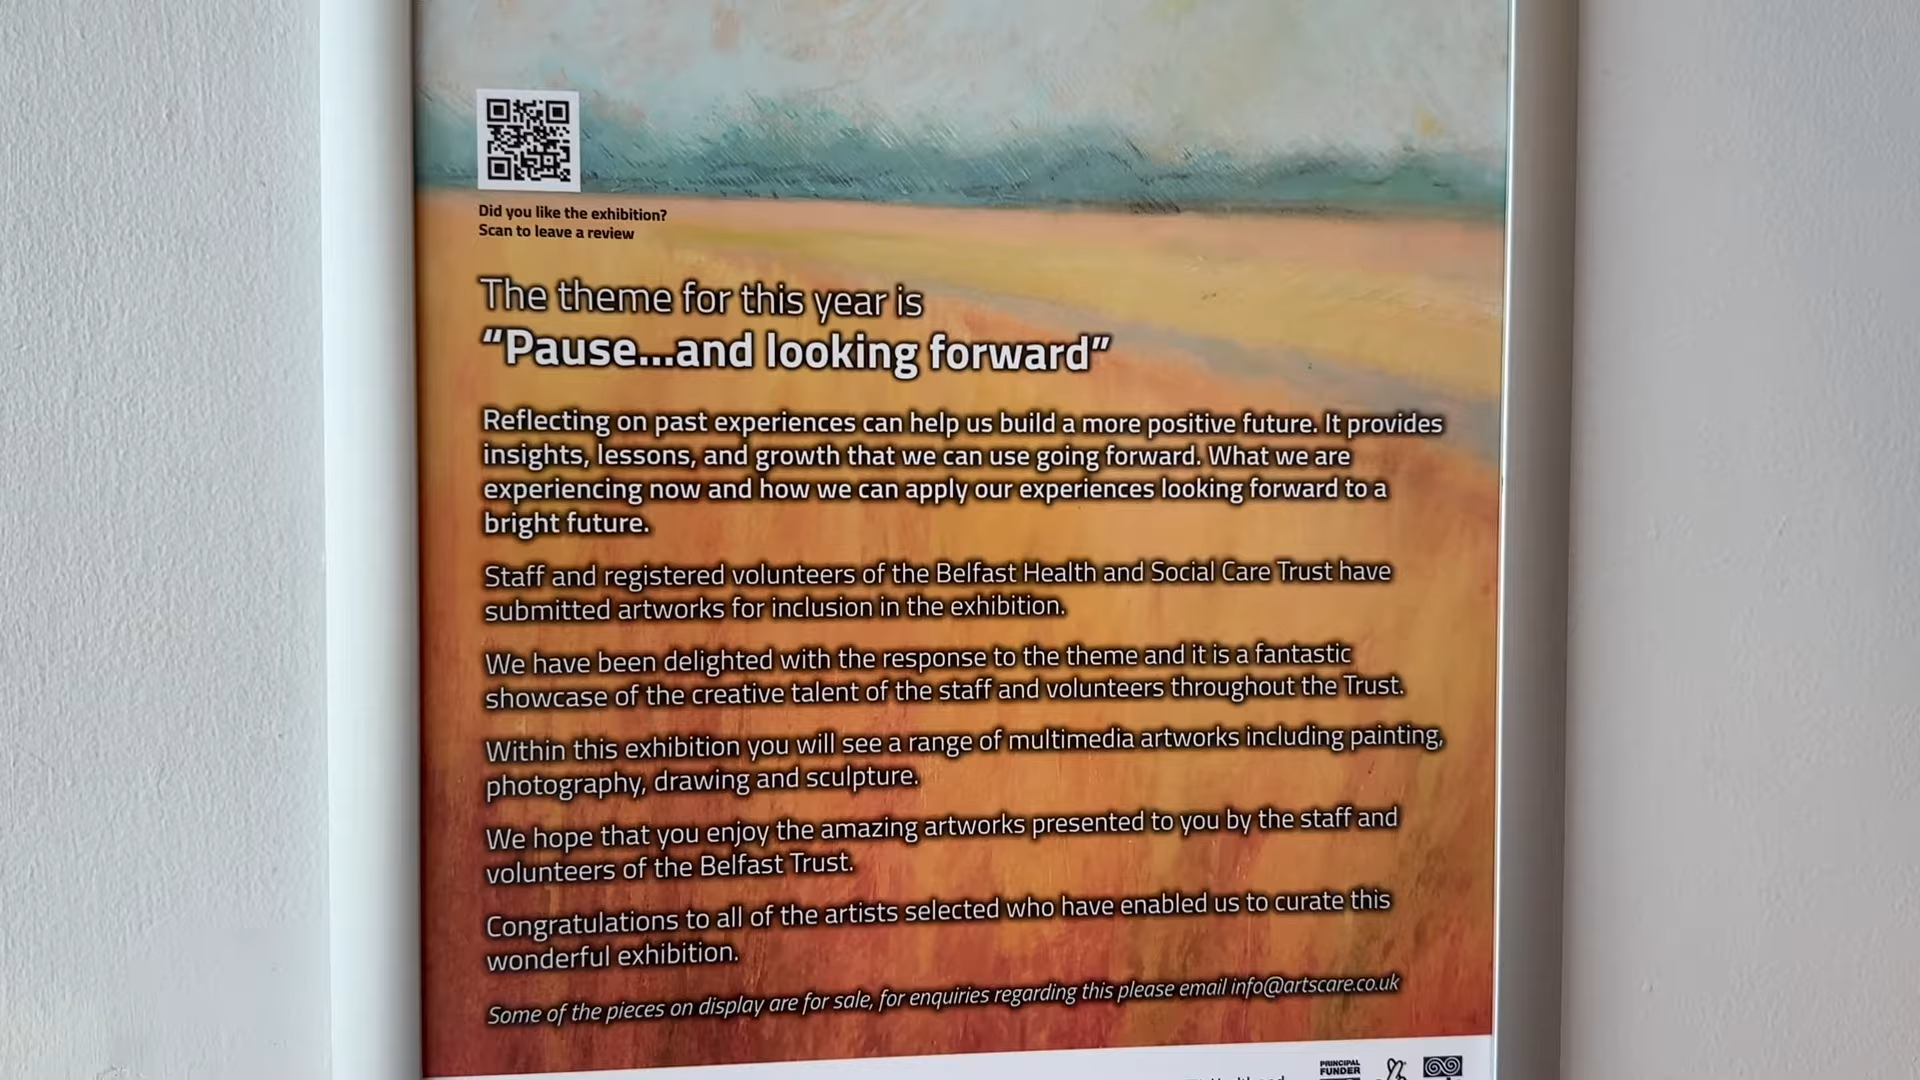 Did you like the exhibition?
Scan to leave a review
The theme for this year is
“Pause...and looking forward”
Reflecting on past experiences can help us build a more positive future. It provides
insights, lessons, and growth that we can use going forward. What we are
experiencing now and how we can apply our experiences looking forward to a
bright future.
Staff and registered volunteers of the Belfast Health and Social Care Trust have
submitted artworks for inclusion in the exhibition.
We have been delighted with the response to the theme and it is a fantastic
showcase of the creative talent of the staff and volunteers throughout the Trust.
Within this exhibition you will see a range of multimedia artworks including painting,
photography, drawing and sculpture.
We hope that you enjoy the amazing artworks presented to you by the staff and
volunteers of the Belfast Trust.
Congratulations to all of the artists selected who have enabled us to curate this
wonderful exhibition.
Some of the pieces on display are for sale, for enquiries regarding this please email info@artscare.co.uk
PRINCIPAL
FUNDER